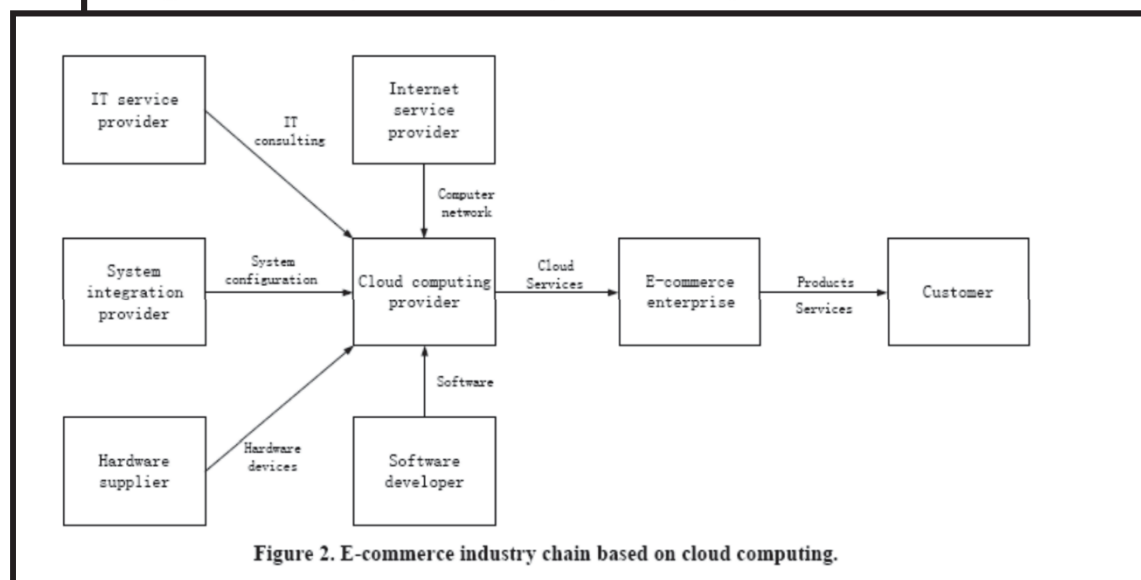 IT service
provider
IT
consulting
Internet
service
provider
Computer
network
System
integration
provider
System
configuration
Cloud computing
provider
Cloud
Services
E-commerce
enterprise
Products
Services
Customer
Hardware
supplier
Hardware
devices
Software
Software
developer
Figure 2. E-commerce industry chain based on cloud computing.